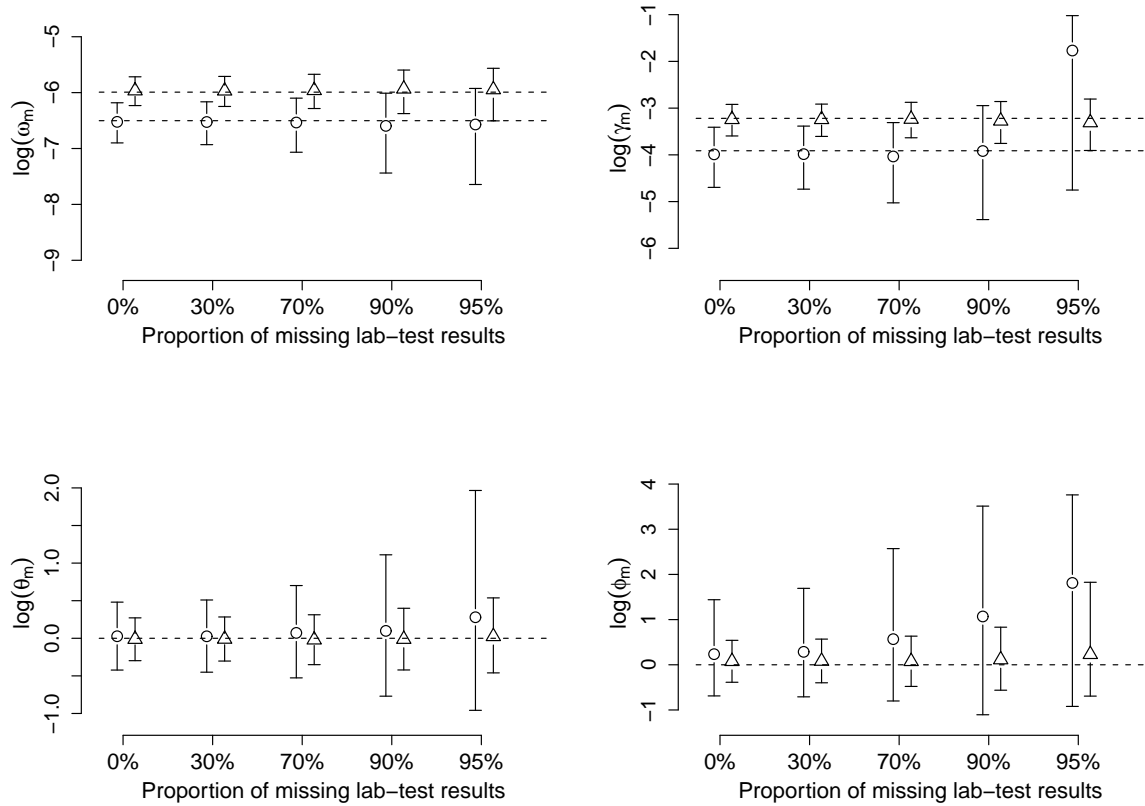 log(ωm)
−5
−6
−7
−8
−9
0% 30% 70% 90% 95%
Proportion of missing lab−test results
log(γm)
−1
−2
−3
−4
−5
−6
0% 30% 70% 90% 95%
Proportion of missing lab−test results
log(θm)
2.0
1.0
0.0
−1.0
0% 30% 70% 90% 95%
Proportion of missing lab−test results
log(ϕm)
4
3
2
1
0
−1
0% 30% 70% 90% 95%
Proportion of missing lab−test results